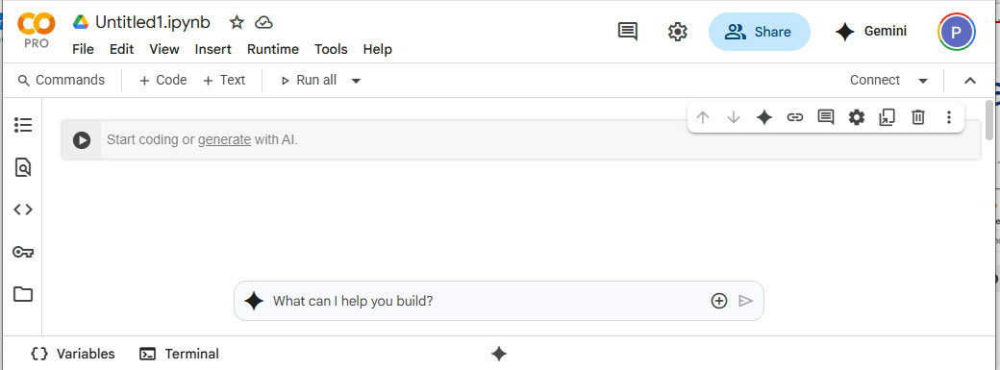 CO Untitled1.ipynb
PRO
File Edit View Insert Runtime Tools Help
Share
Gemini
P
Commands + Code + Text Run all
Connect
Start coding or generate with AI.
What can I help you build?
Variables Terminal